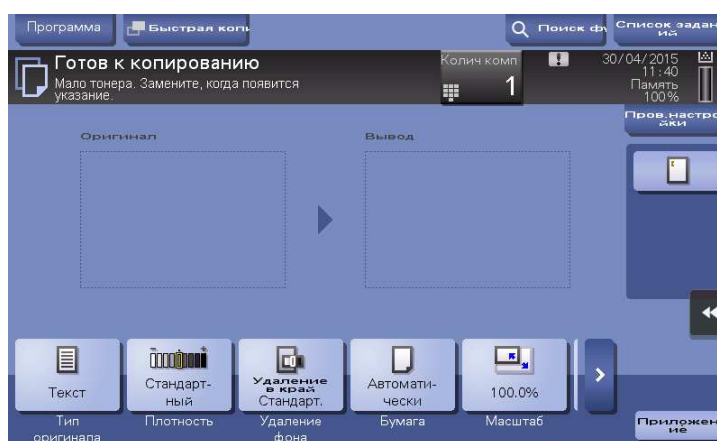 Программа
Быстрая копи
Поиск фу
Список задан
ий
Готов к копированию
Мало тонера. Замените, когда появится
указание.
Колич комп
1
30/04/2015
11:40
Память
100%
Пров.настро
йки
Оригинал
Вывод
Текст
Стандарт-
ный
Удаление
в край
Стандарт.
Автомати-
чески
100.0%
Тип
оригинала
Плотность
Удаление
фона
Бумага
Масштаб
Приложен
ие